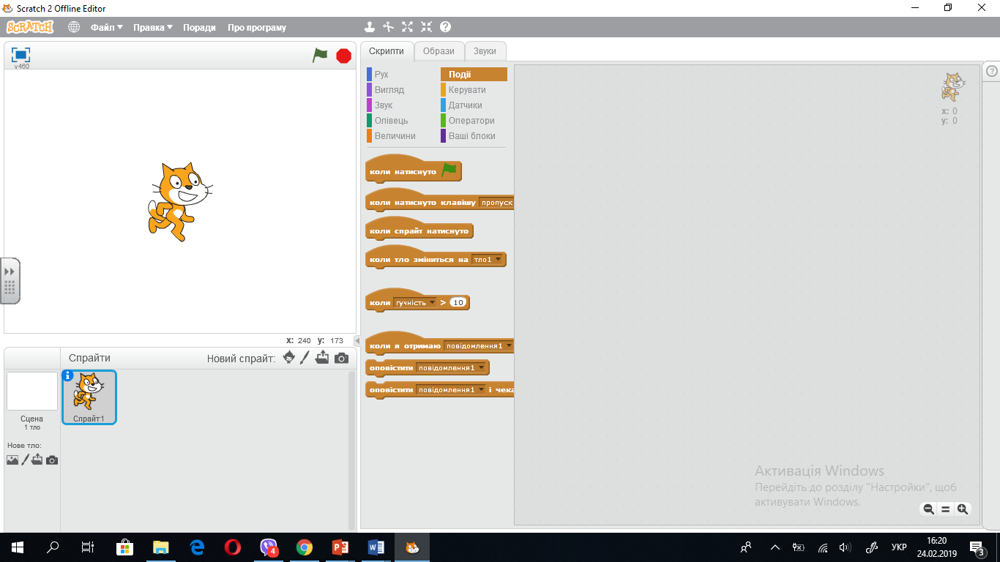 Scratch 2 Offline Editor
SCRATCH Файл Правка Поради Про програму
v460
Скрипти Образи Звуки
Рух Події
Вигляд Керувати
Звук Датчики
Олівець Оператори
Величини Ваші блоки
x: 0
y: 0
коли натиснуто
коли натиснуто клавішу пропуск
коли спрайт натиснуто
коли тло зміниться на тло1
коли гучність > 10
коли я отримаю повідомлення1
оповістити повідомлення1
оповістити повідомлення1 і чека
x: 240 y: 173
Спрайти Новий спрайт:
Спрайт1
Сцена
1 тло
Нове тло:
Активація Windows
Перейдіть до розділу "Настройки", щоб
активувати Windows.
4
УКР
16:20
24.02.2019
3